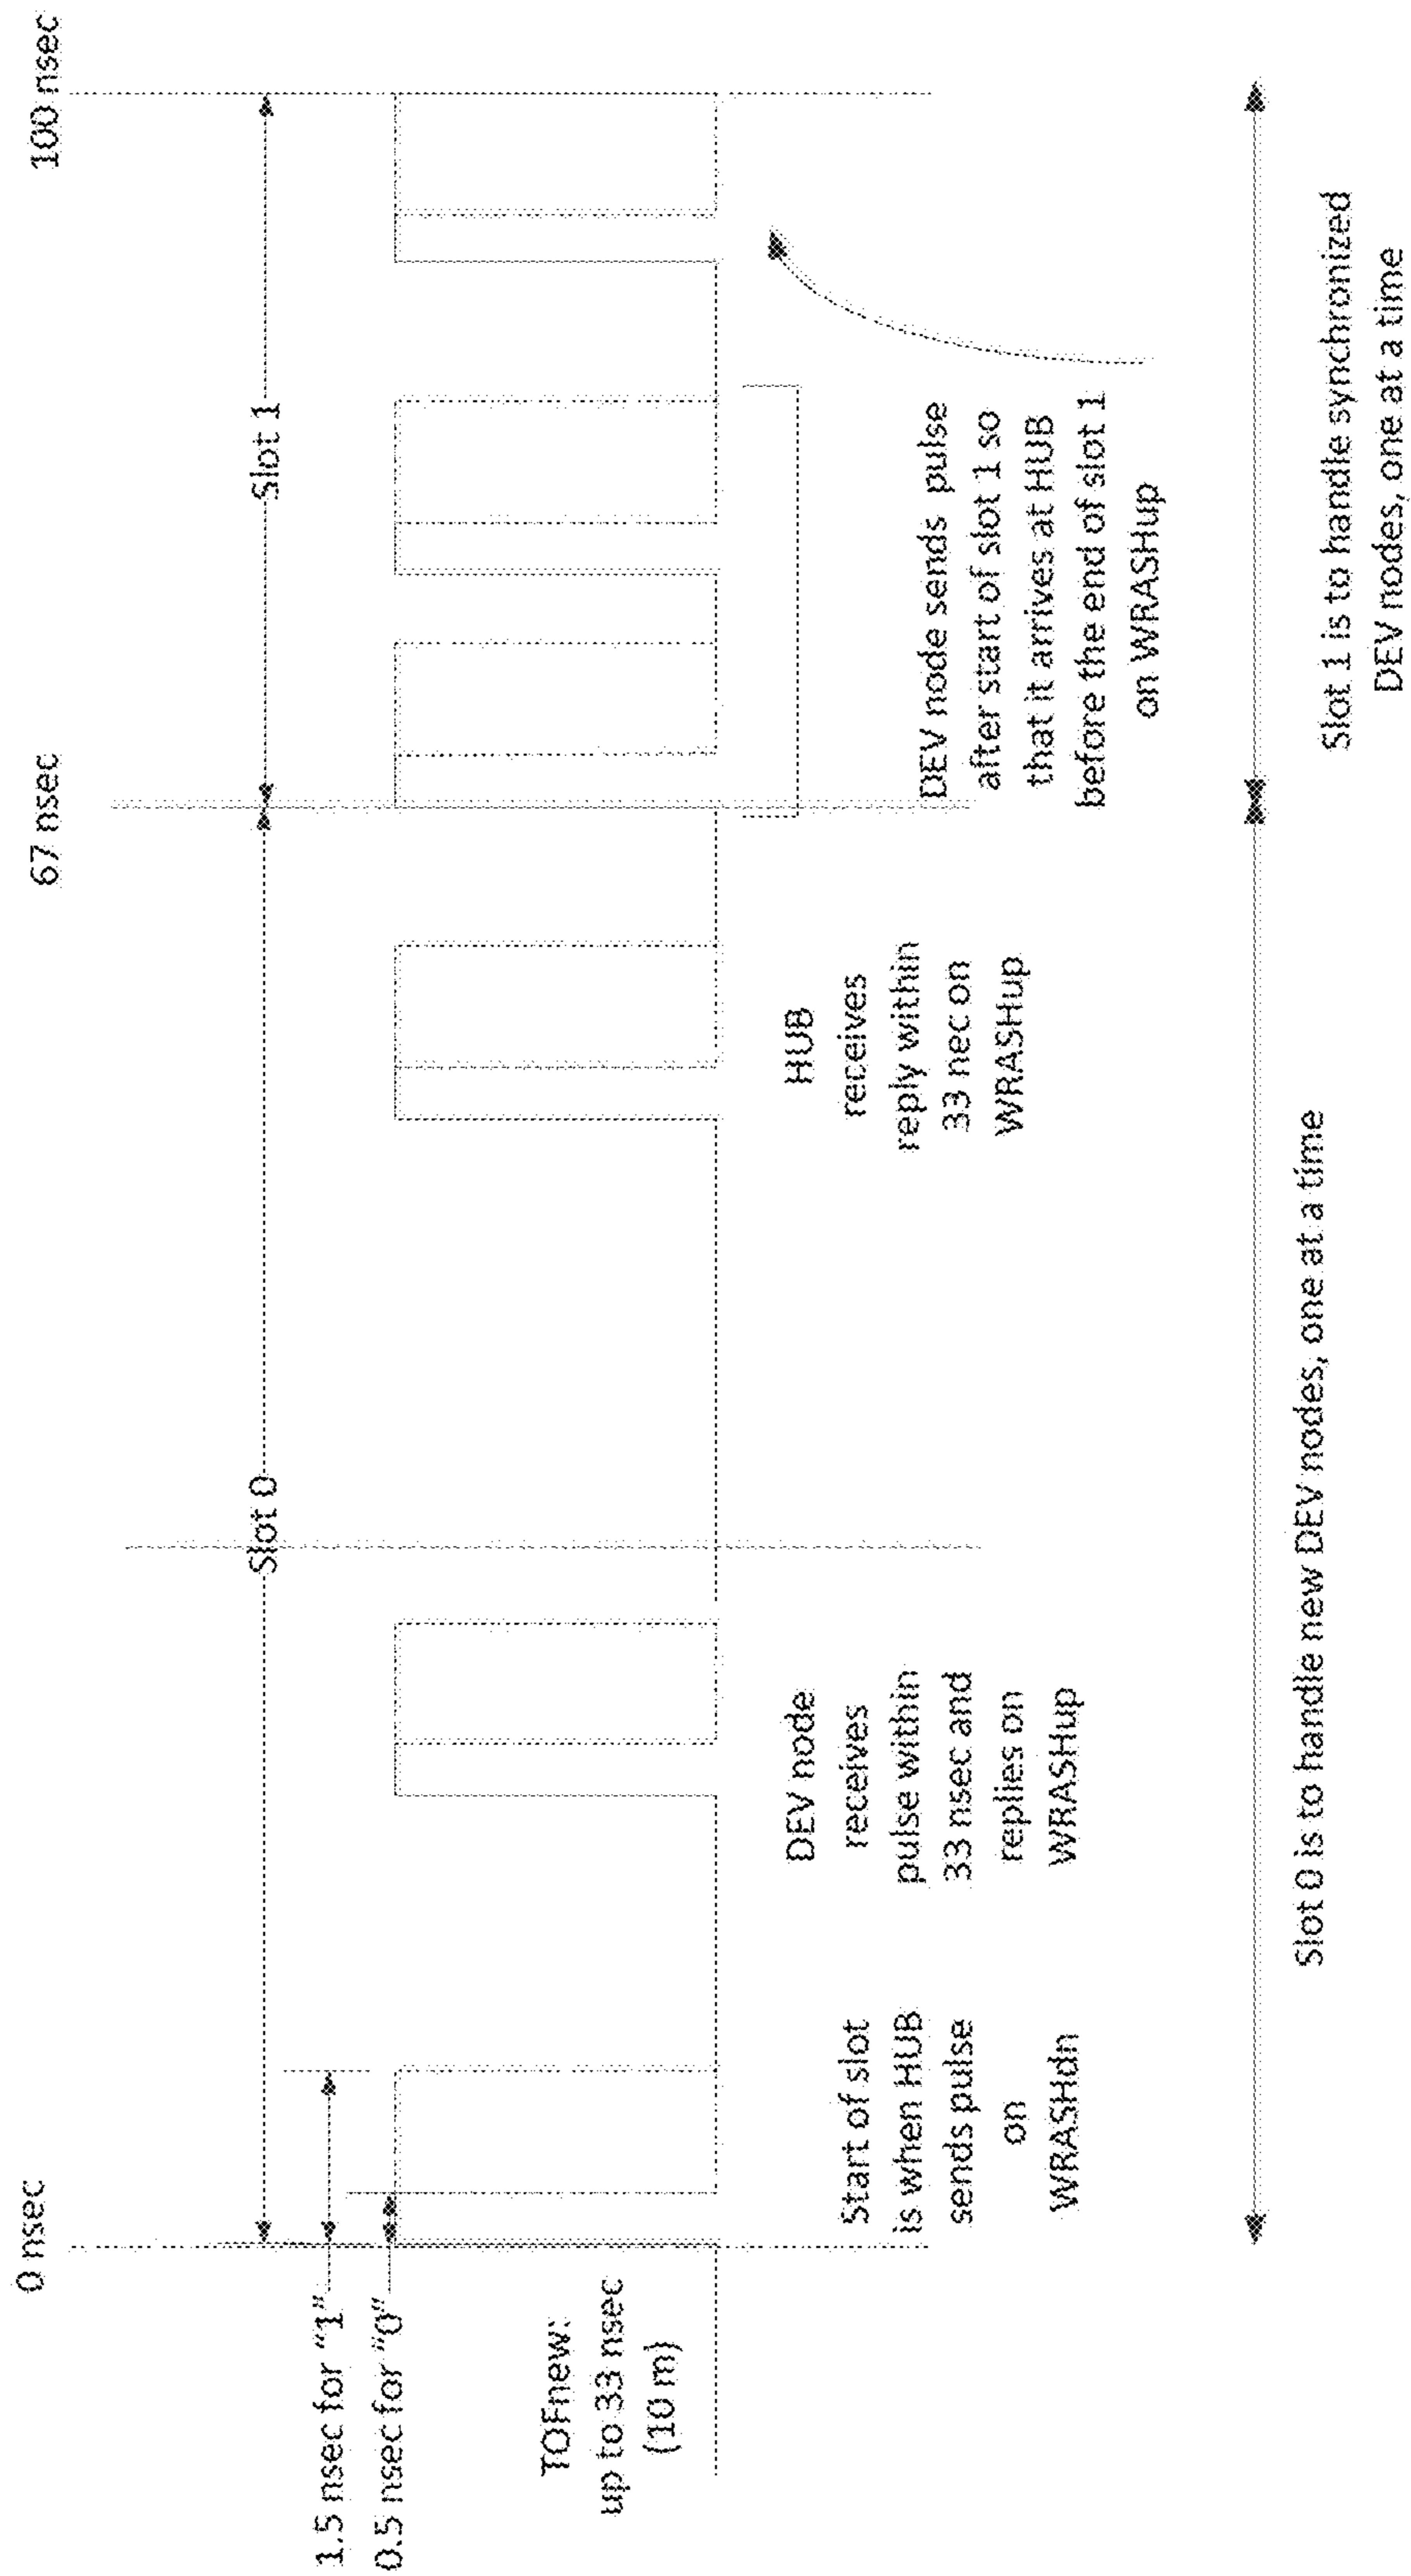 0 nsec
67 nsec
100 nsec
Slot 0
Slot 1
1.5 nsec for "1"
0.5 nsec for "0"
TOFnew:
up to 33 nsec
(10 m)
Start of slot
is when HUB
sends pulse
on
WRASHdn
DEV node
receives
pulse within
33 nsec and
replies on
WRASHup
HUB
receives
reply within
33 nec on
WRASHup
DEV node sends pulse
after start of slot 1 so
that it arrives at HUB
before the end of slot 1
on WRASHup
Slot 0 is to handle new DEV nodes, one at a time
Slot 1 is to handle synchronized
DEV nodes, one at a time